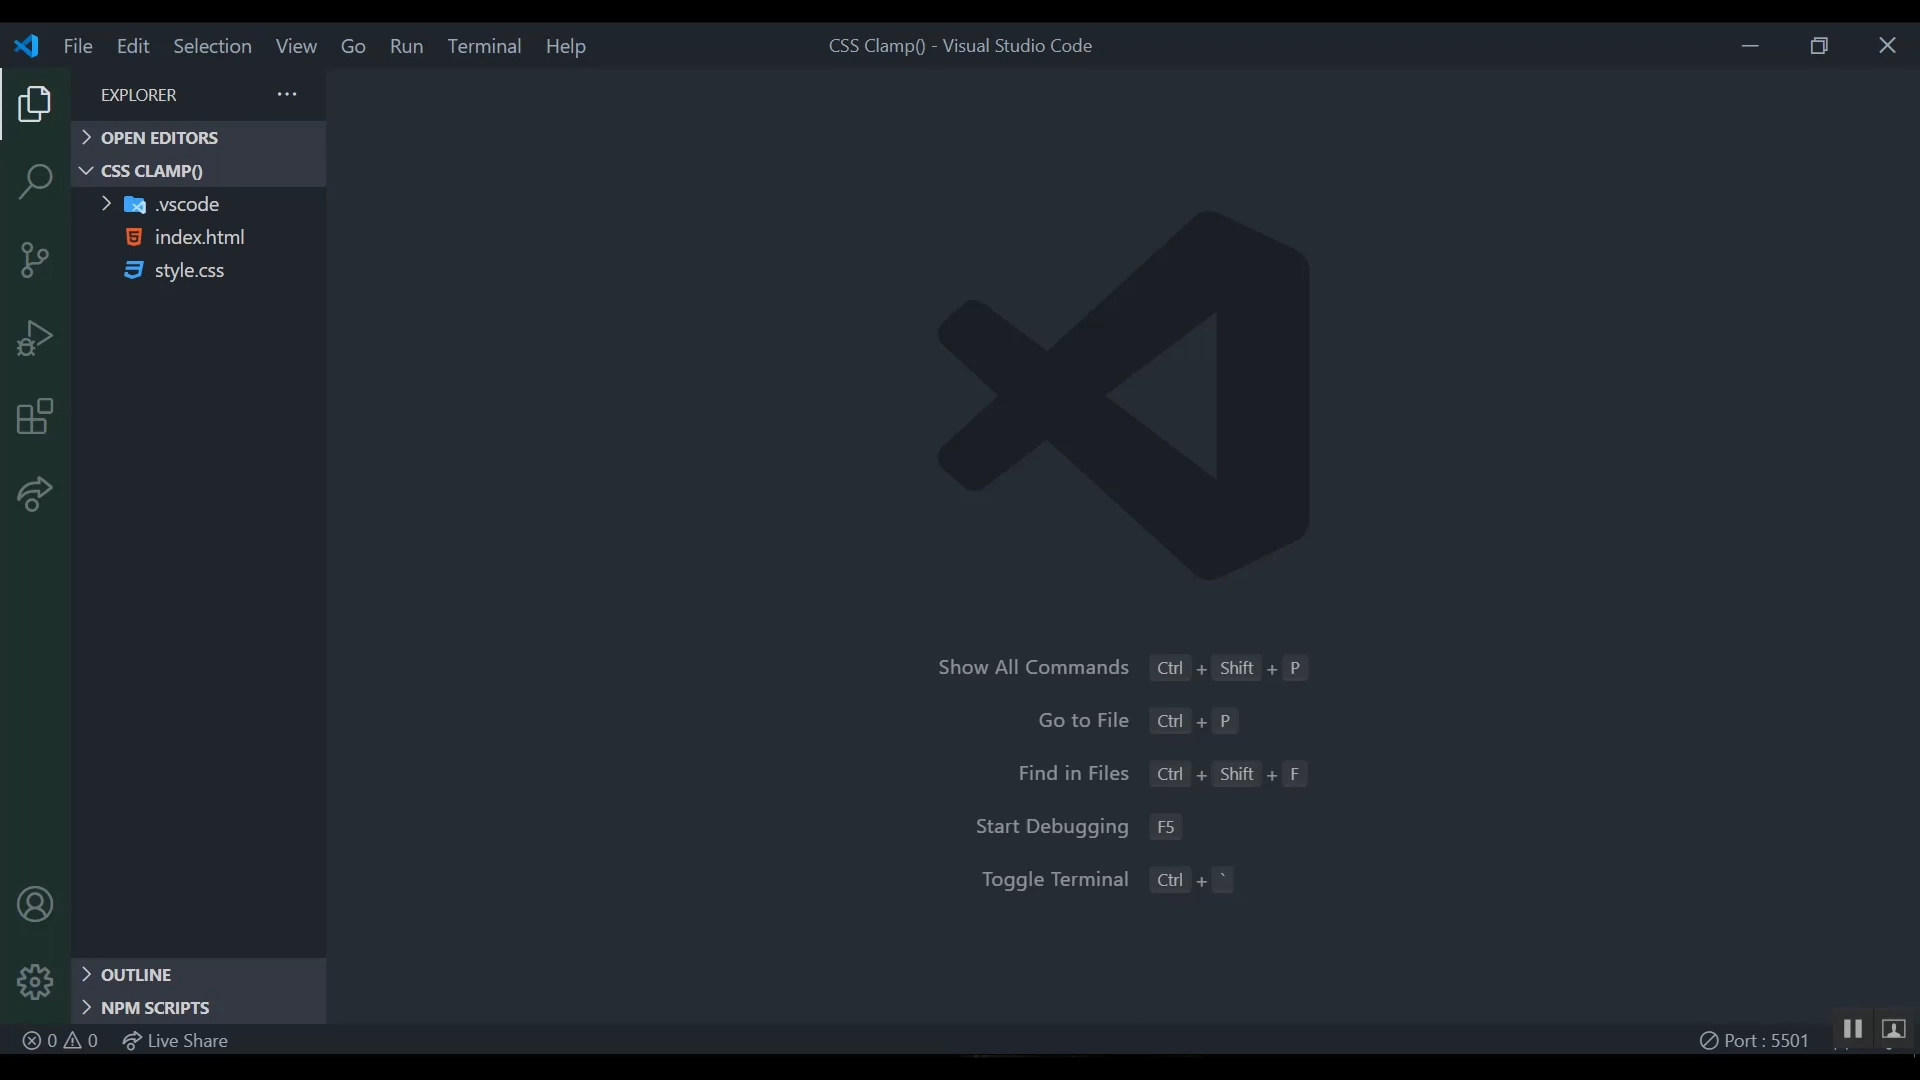 File Edit Selection View Go Run Terminal Help
CSS Clamp() - Visual Studio Code
EXPLORER
OPEN EDITORS
CSS CLAMP()
.vscode
index.html
style.css
Show All Commands Ctrl + Shift + P
Go to File Ctrl + P
Find in Files Ctrl + Shift + F
Start Debugging F5
Toggle Terminal Ctrl + `
OUTLINE
NPM SCRIPTS
0 0 Live Share
Port : 5501